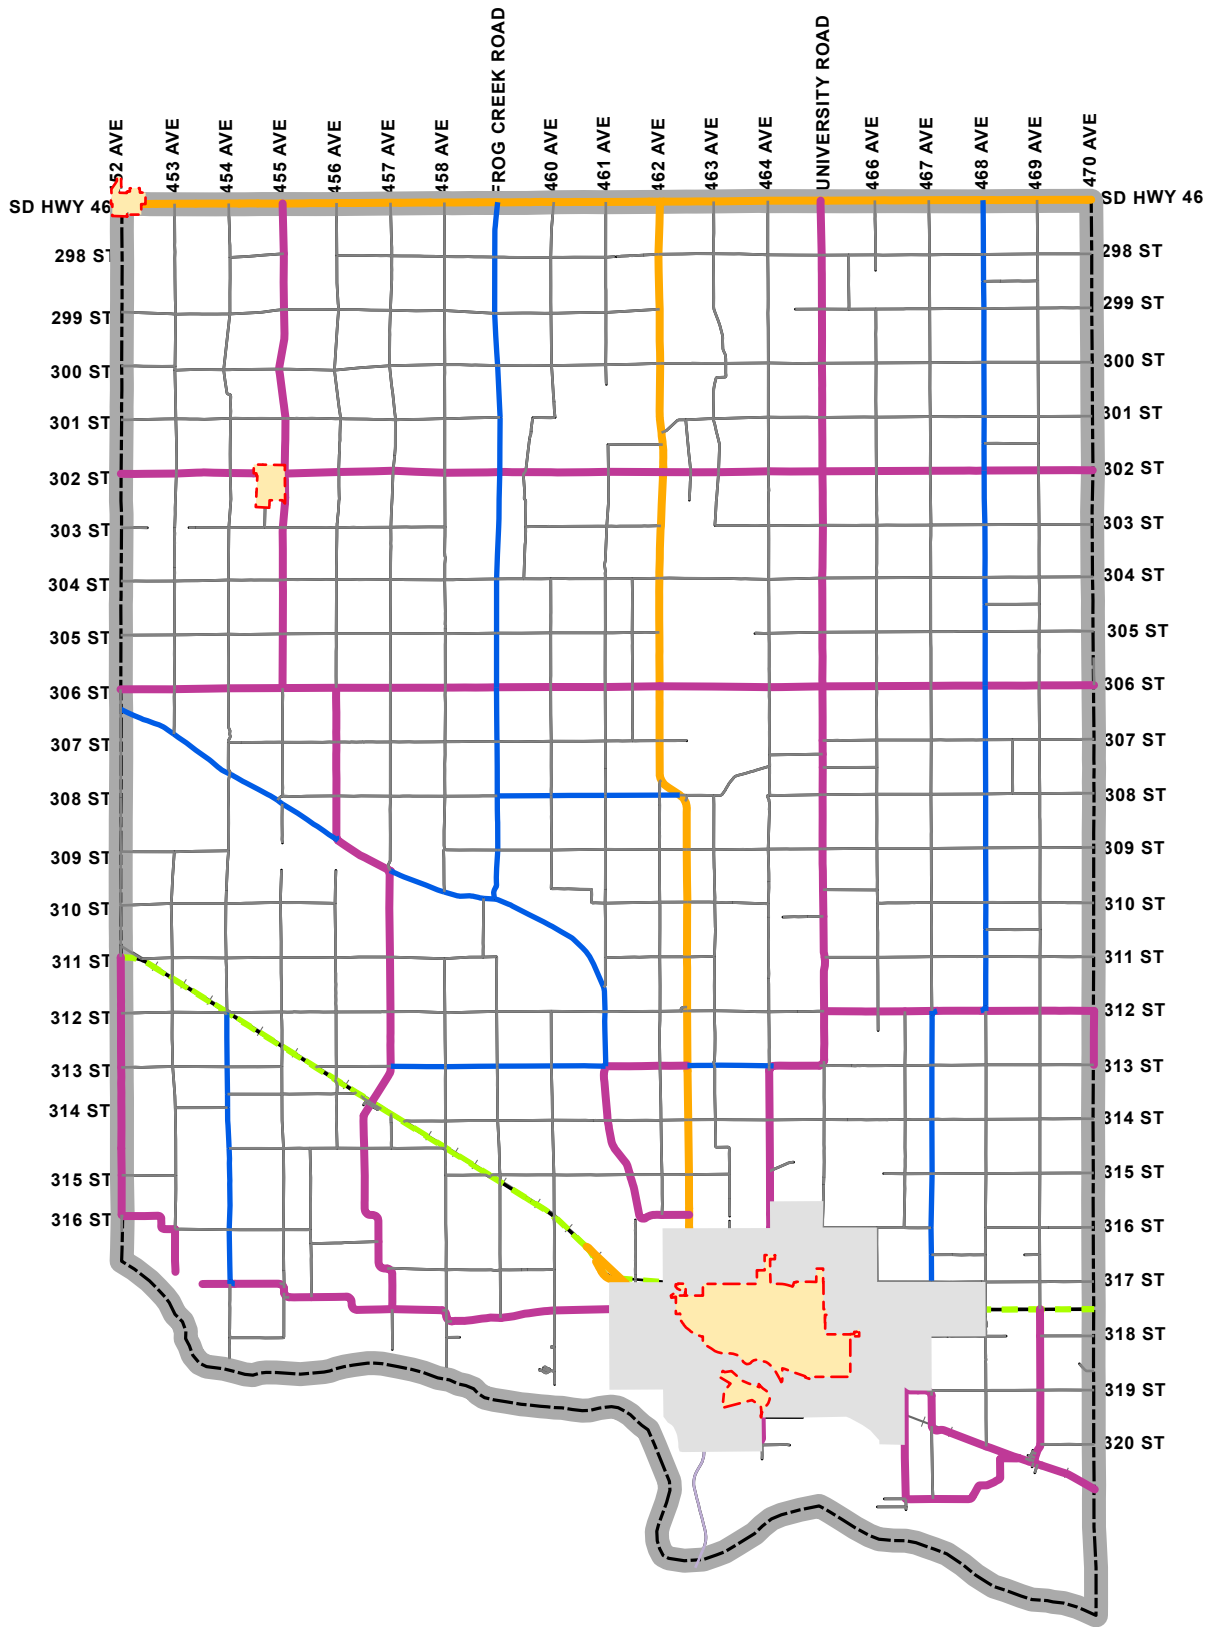 452 AVE
453 AVE
454 AVE
455 AVE
456 AVE
457 AVE
458 AVE
FROG CREEK ROAD
460 AVE
461 AVE
462 AVE
463 AVE
464 AVE
UNIVERSITY ROAD
466 AVE
467 AVE
468 AVE
469 AVE
470 AVE
SD HWY 46
SD HWY 46
298 ST
298 ST
299 ST
299 ST
300 ST
300 ST
301 ST
301 ST
302 ST
302 ST
303 ST
303 ST
304 ST
304 ST
305 ST
305 ST
306 ST
306 ST
307 ST
307 ST
308 ST
308 ST
309 ST
309 ST
310 ST
310 ST
311 ST
311 ST
312 ST
312 ST
313 ST
313 ST
314 ST
314 ST
315 ST
315 ST
316 ST
316 ST
317 ST
318 ST
319 ST
320 ST